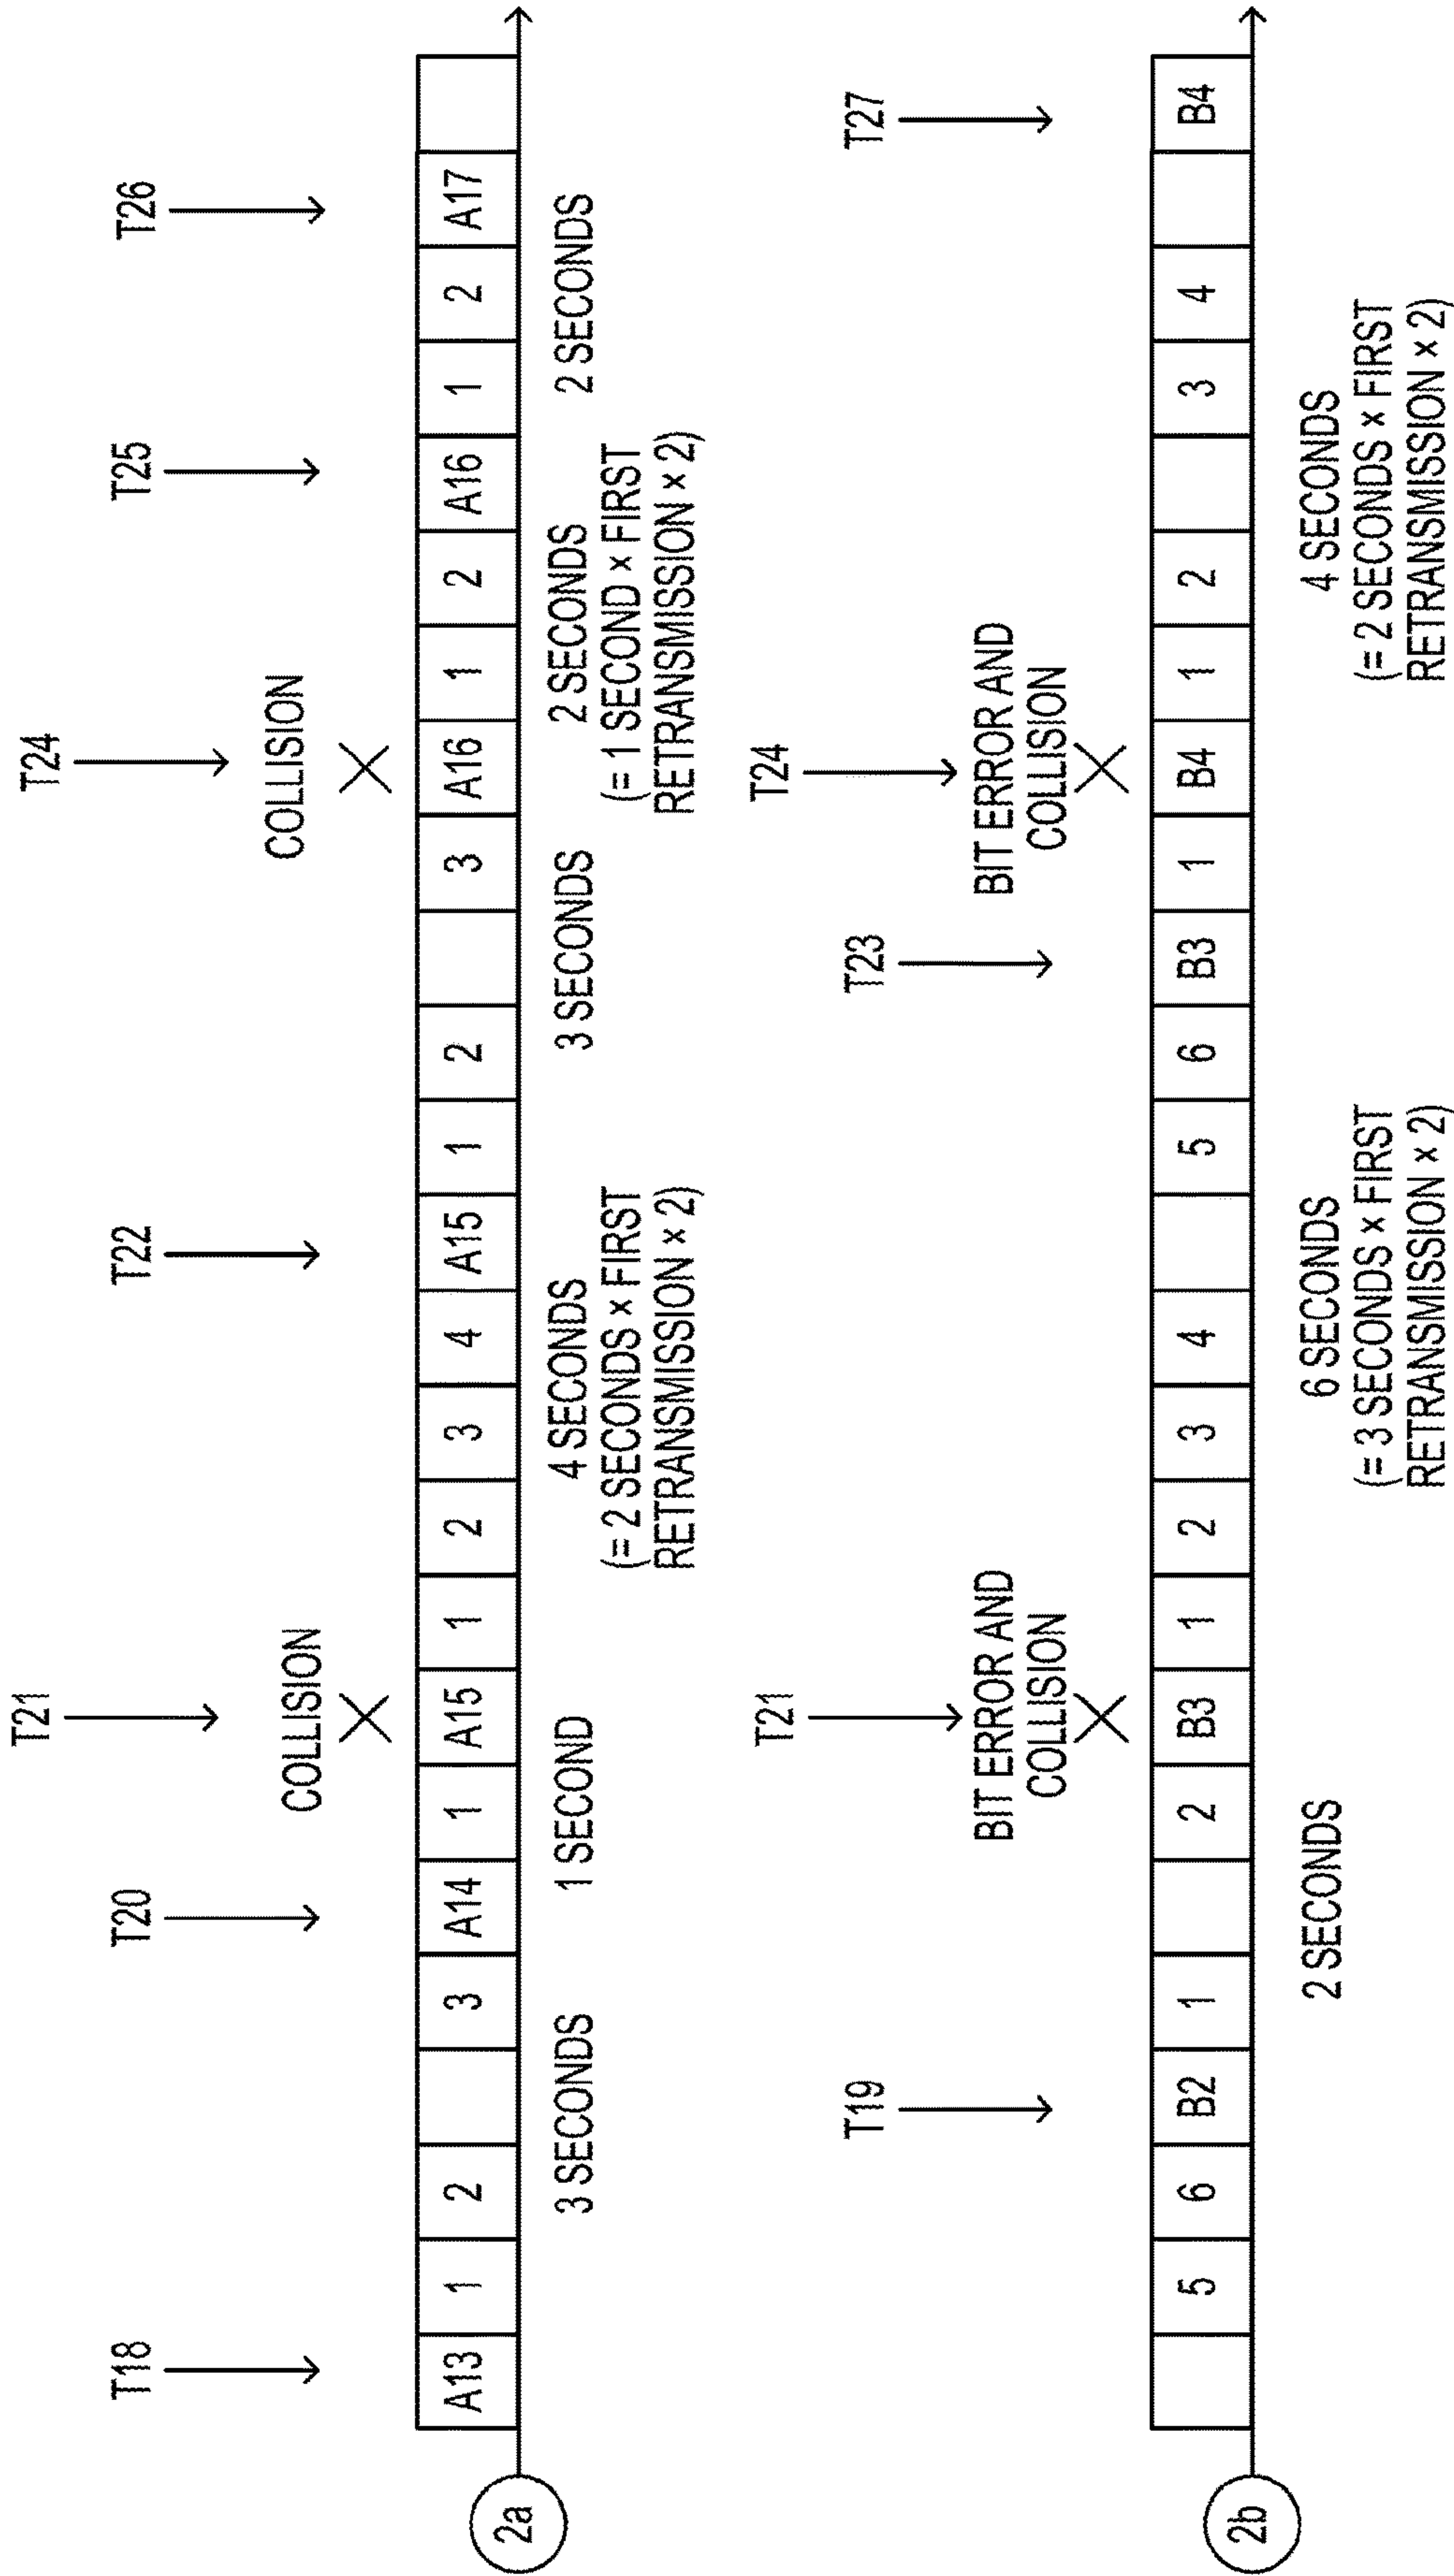 T18
T20
T21
T22
T24
T25
T26
COLLISION
COLLISION
2a
A13
1
2
3
A14
1
A15
1
2
3
4
A15
1
2
3
A16
1
2
A16
1
2
A17
3 SECONDS
1 SECOND
4 SECONDS
(= 2 SECONDS × FIRST
RETRANSMISSION × 2)
3 SECONDS
2 SECONDS
(= 1 SECOND × FIRST
RETRANSMISSION × 2)
2 SECONDS
T19
T21
T23
T24
T27
BIT ERROR AND
COLLISION
BIT ERROR AND
COLLISION
2b
5
6
B2
1
2
B3
1
2
3
4
5
6
B3
1
B4
1
2
3
4
B4
2 SECONDS
6 SECONDS
(= 3 SECONDS × FIRST
RETRANSMISSION × 2)
4 SECONDS
(= 2 SECONDS × FIRST
RETRANSMISSION × 2)